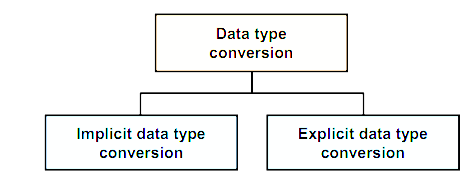 Data type
conversion
Implicit data type
conversion
Explicit data type
conversion